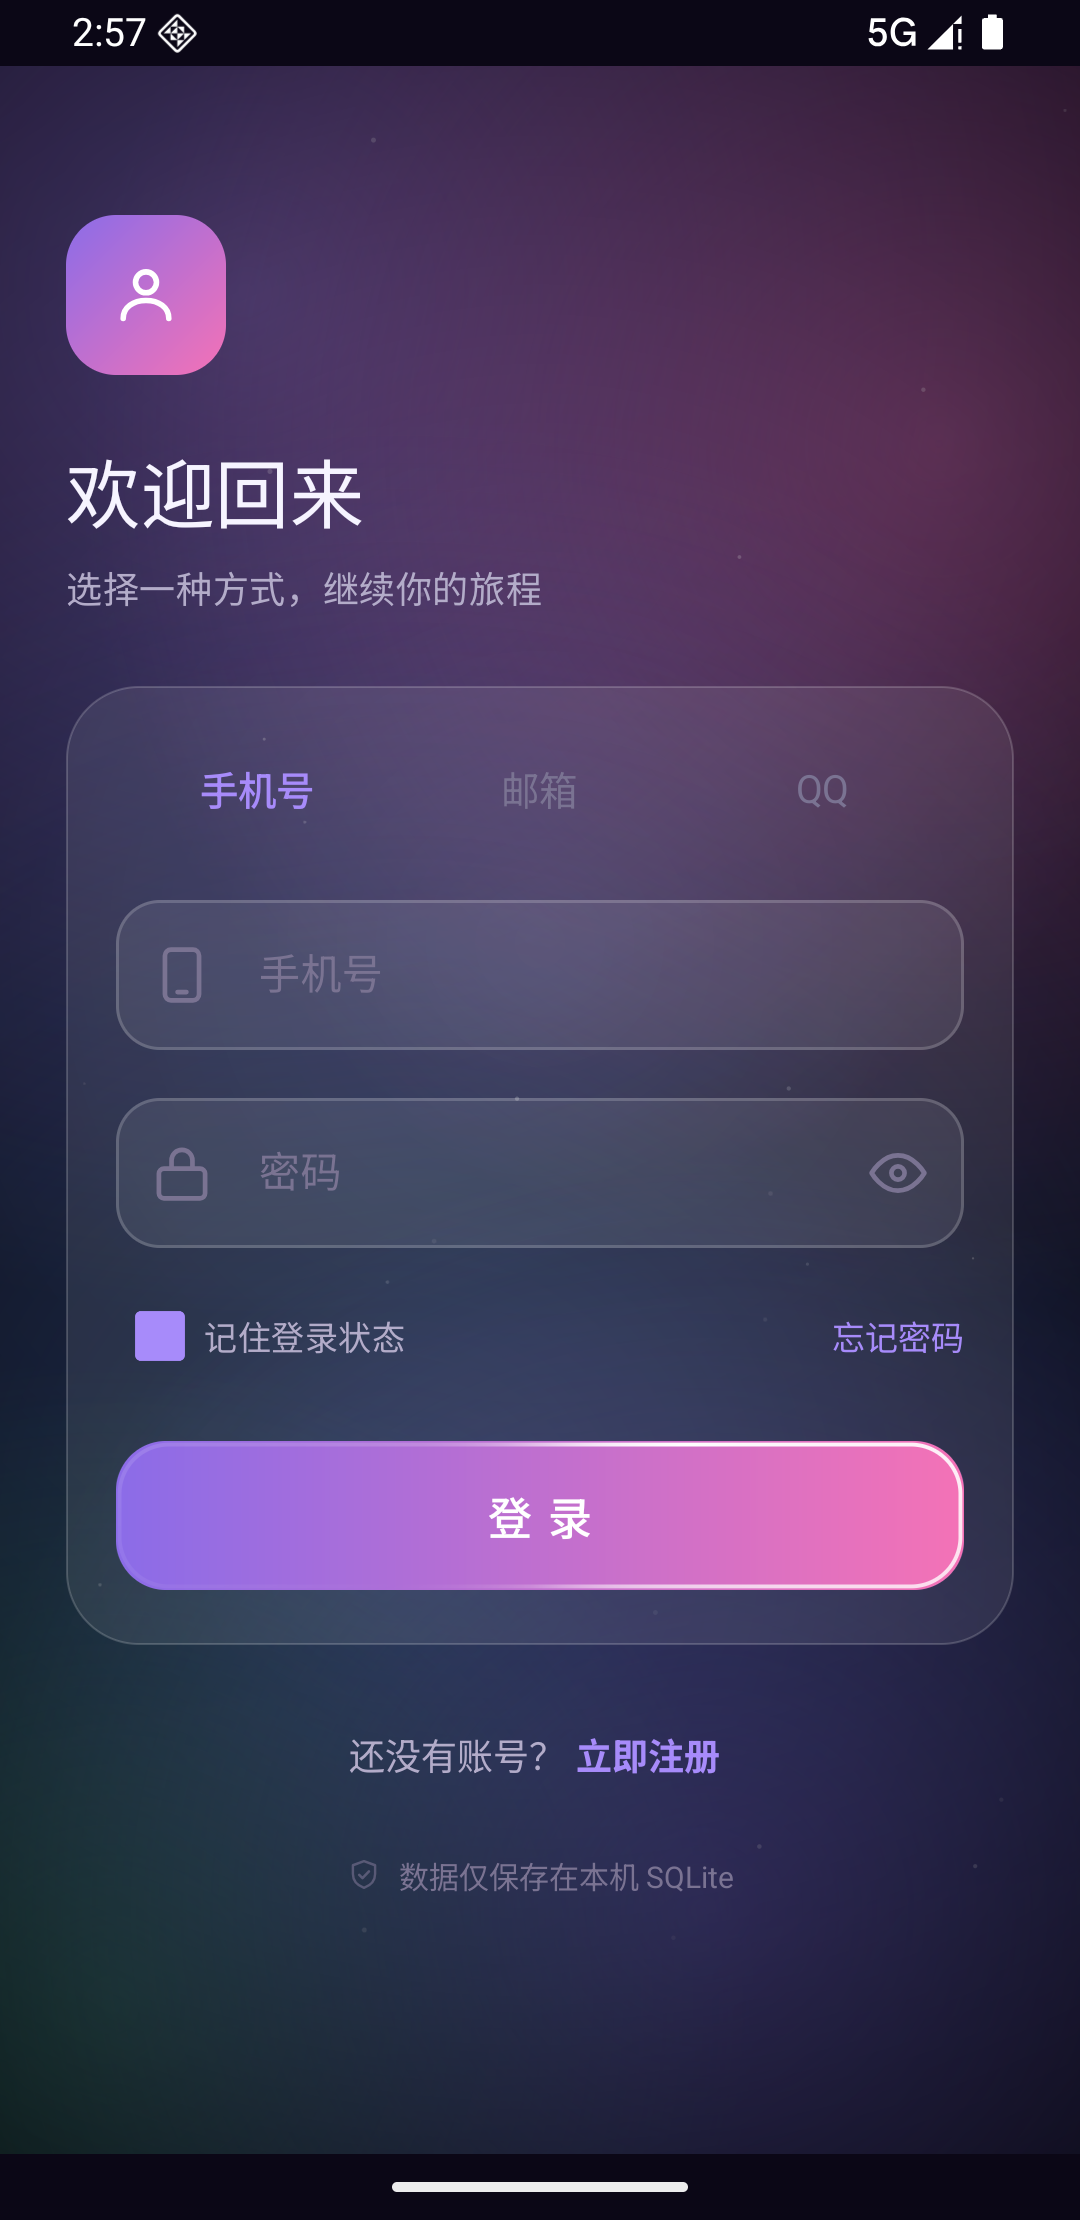 2:57 5G
欢迎回来
选择一种方式，继续你的旅程
手机号 邮箱 QQ
手机号
密码
记住登录状态 忘记密码
登 录
还没有账号？ 立即注册
数据仅保存在本机 SQLite